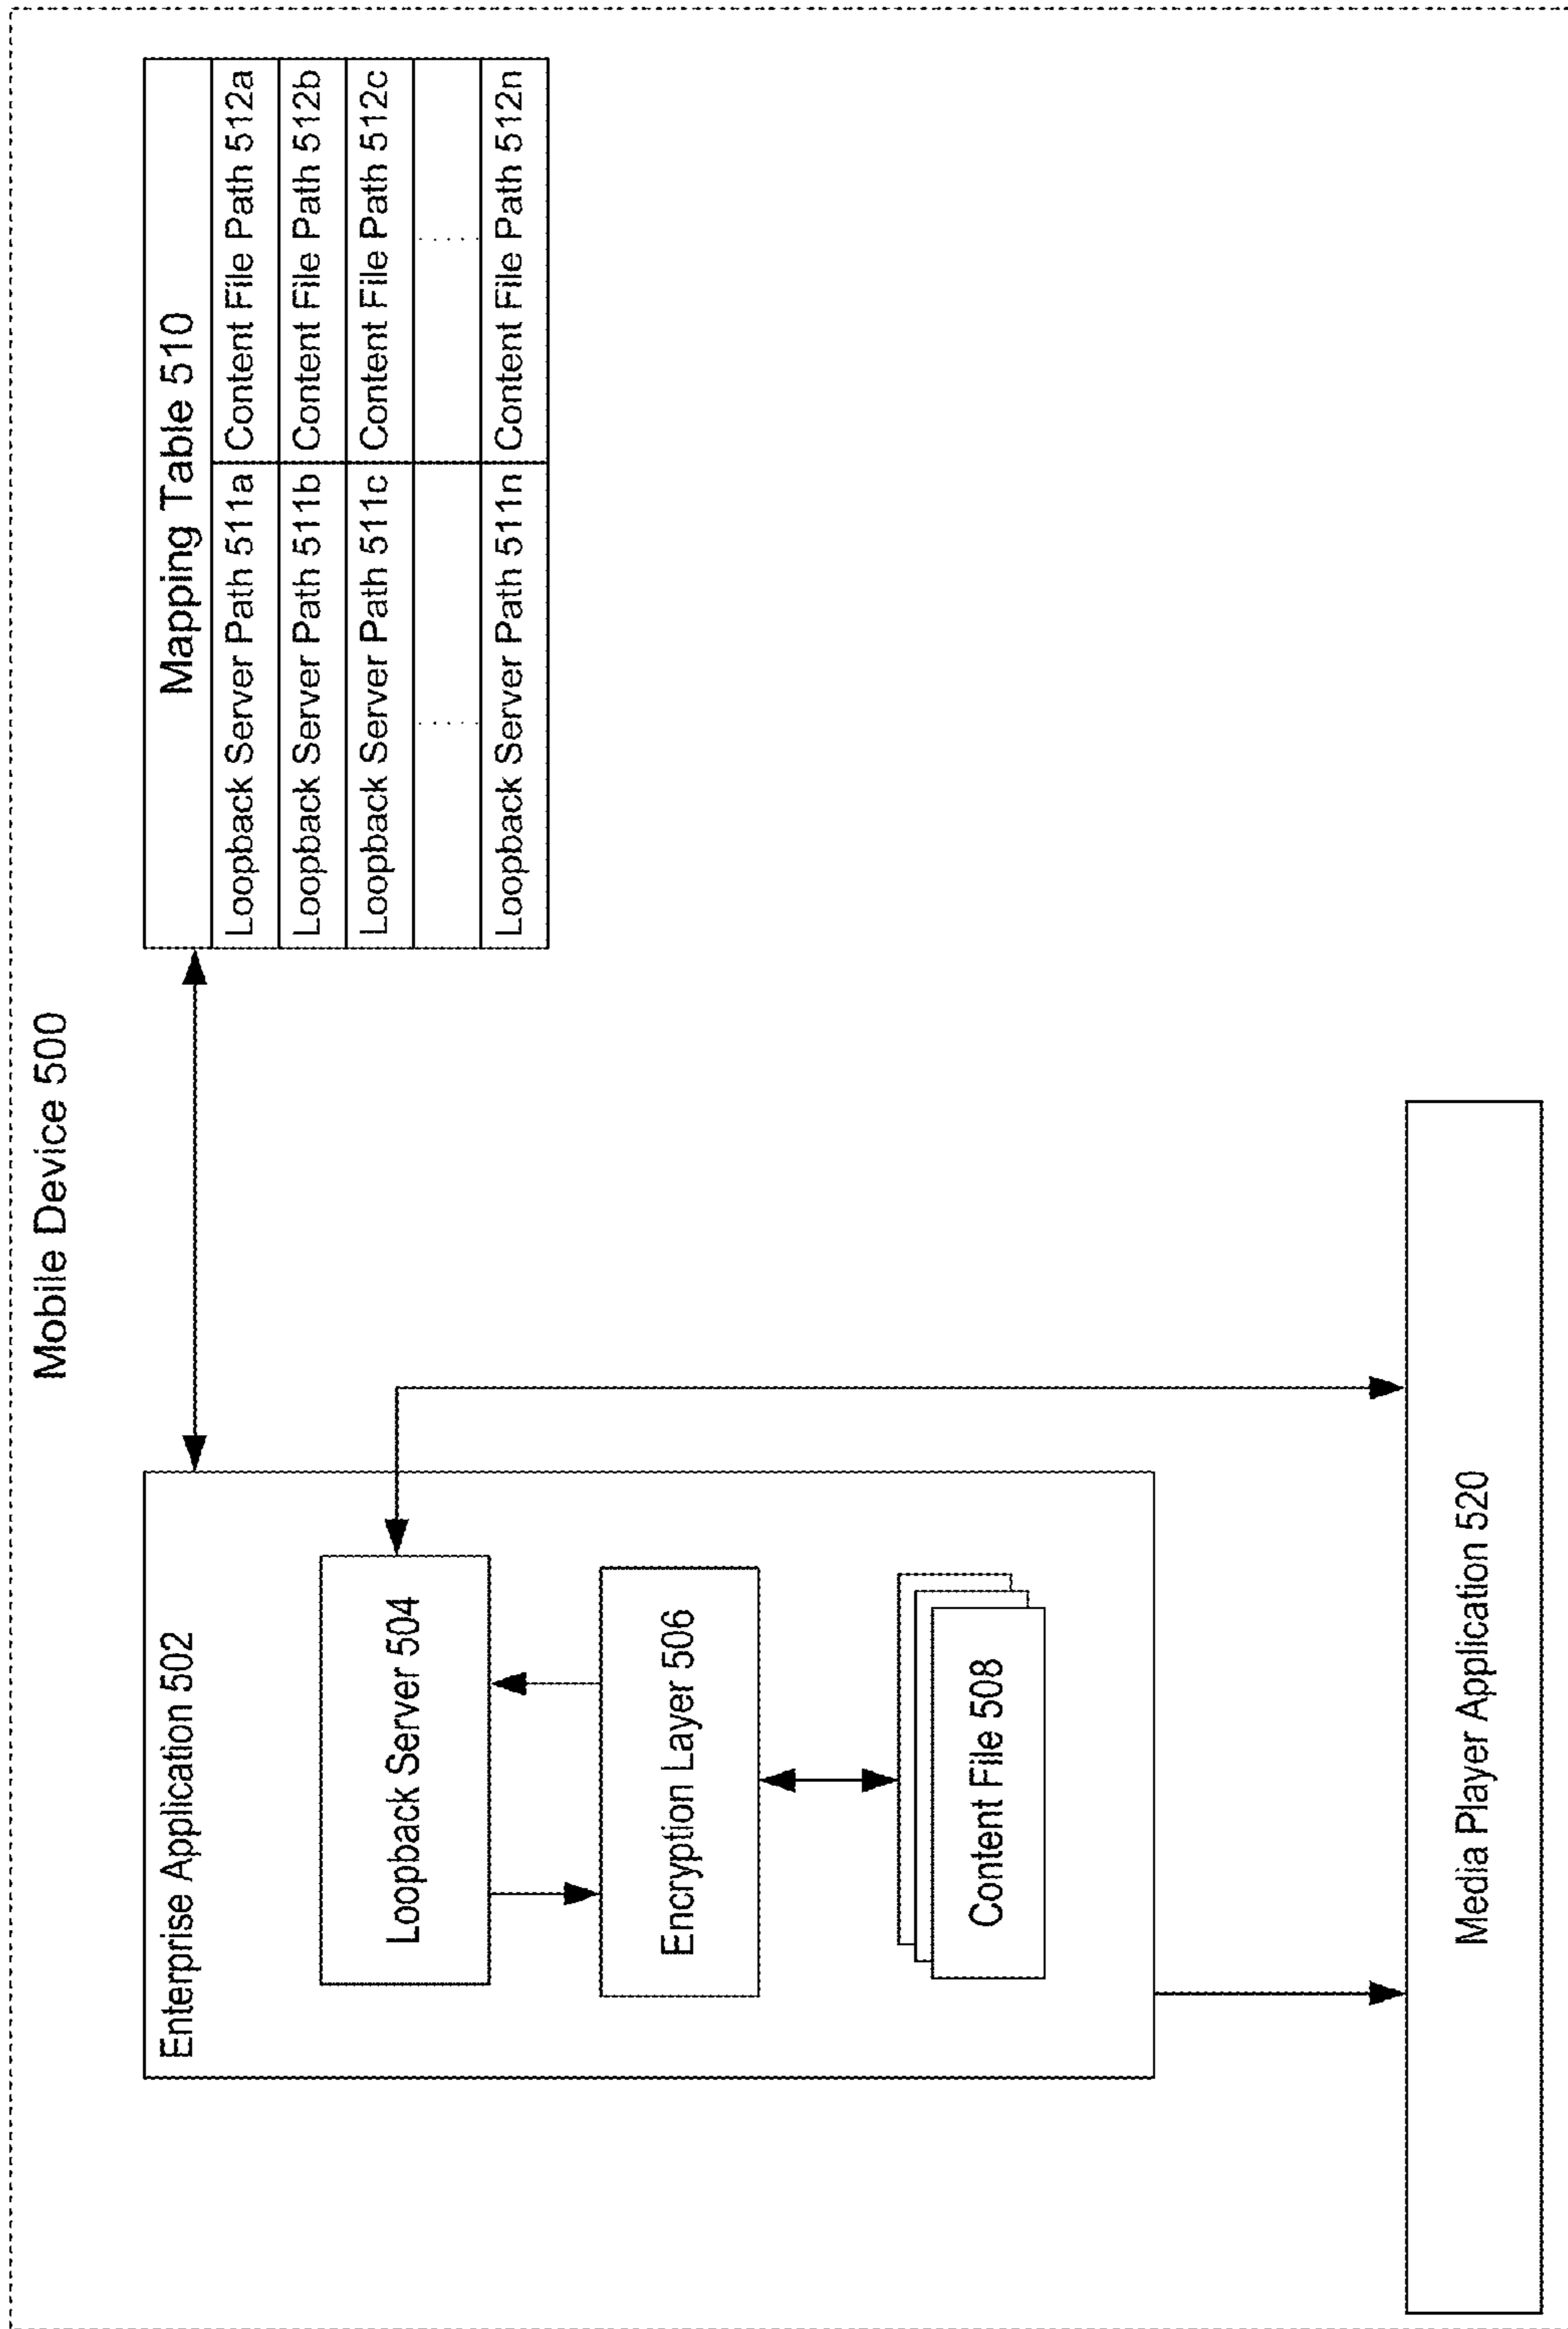 Mobile Device 500
Enterprise Application 502
Loopback Server 504
Encryption Layer 506
Content File 508
Mapping Table 510
Loopback Server Path 511a Content File Path 512a
Loopback Server Path 511b Content File Path 512b
Loopback Server Path 511c Content File Path 512c
..... .....
Loopback Server Path 511n Content File Path 512n
Media Player Application 520